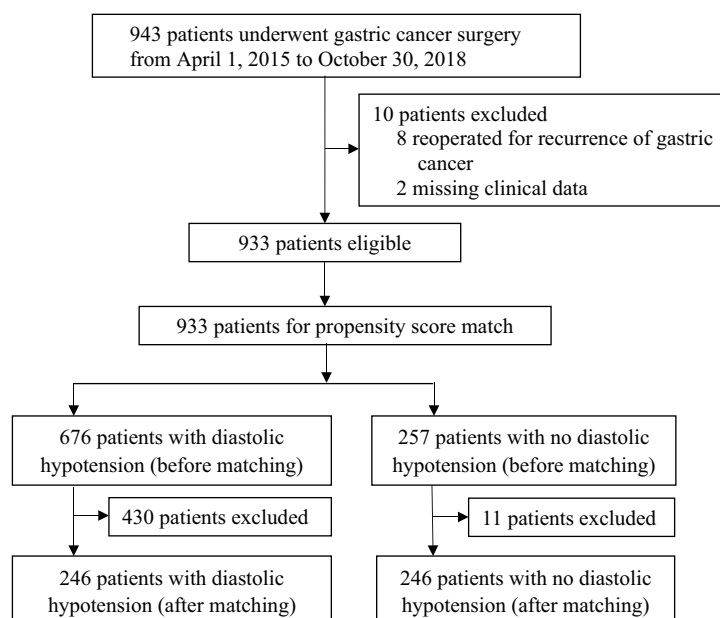 943 patients underwent gastric cancer surgery
from April 1, 2015 to October 30, 2018
10 patients excluded
8 reoperated for recurrence of gastric
cancer
2 missing clinical data
933 patients eligible
933 patients for propensity score match
676 patients with diastolic
hypotension (before matching)
257 patients with no diastolic
hypotension (before matching)
430 patients excluded
11 patients excluded
246 patients with diastolic
hypotension (after matching)
246 patients with no diastolic
hypotension (after matching)